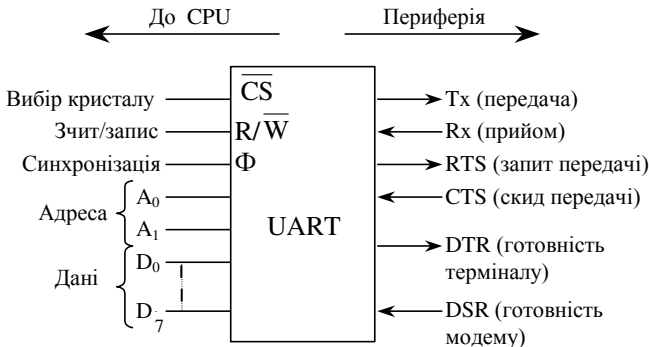 До CPU
Периферія
Вибір кристалу
Зчит/запис
Синхронізація
Адреса
A0
A1
Дані
D0
D7
CS
R/W
Ф
UART
Tx (передача)
Rx (прийом)
RTS (запит передачі)
CTS (скид передачі)
DTR (готовність
терміналу)
DSR (готовність
модему)